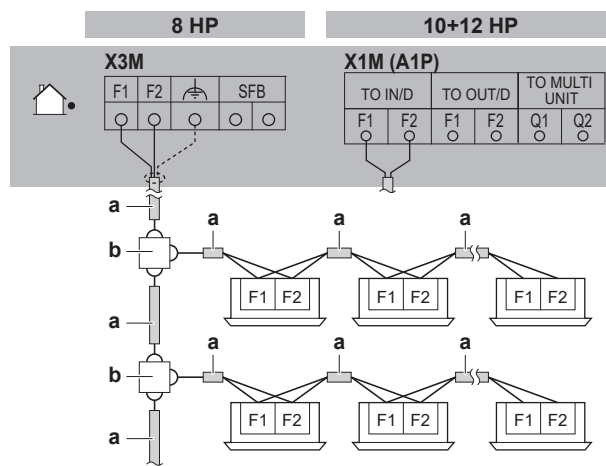 8 HP 10+12 HP
X3M X1M (A1P)
F1 F2 SFB
TO IN/D TO OUT/D TO MULTI UNIT
F1 F2 F1 F2 Q1 Q2
a
a a a
b
F1 F2 F1 F2 F1 F2
a
a a a
b
F1 F2 F1 F2 F1 F2
a